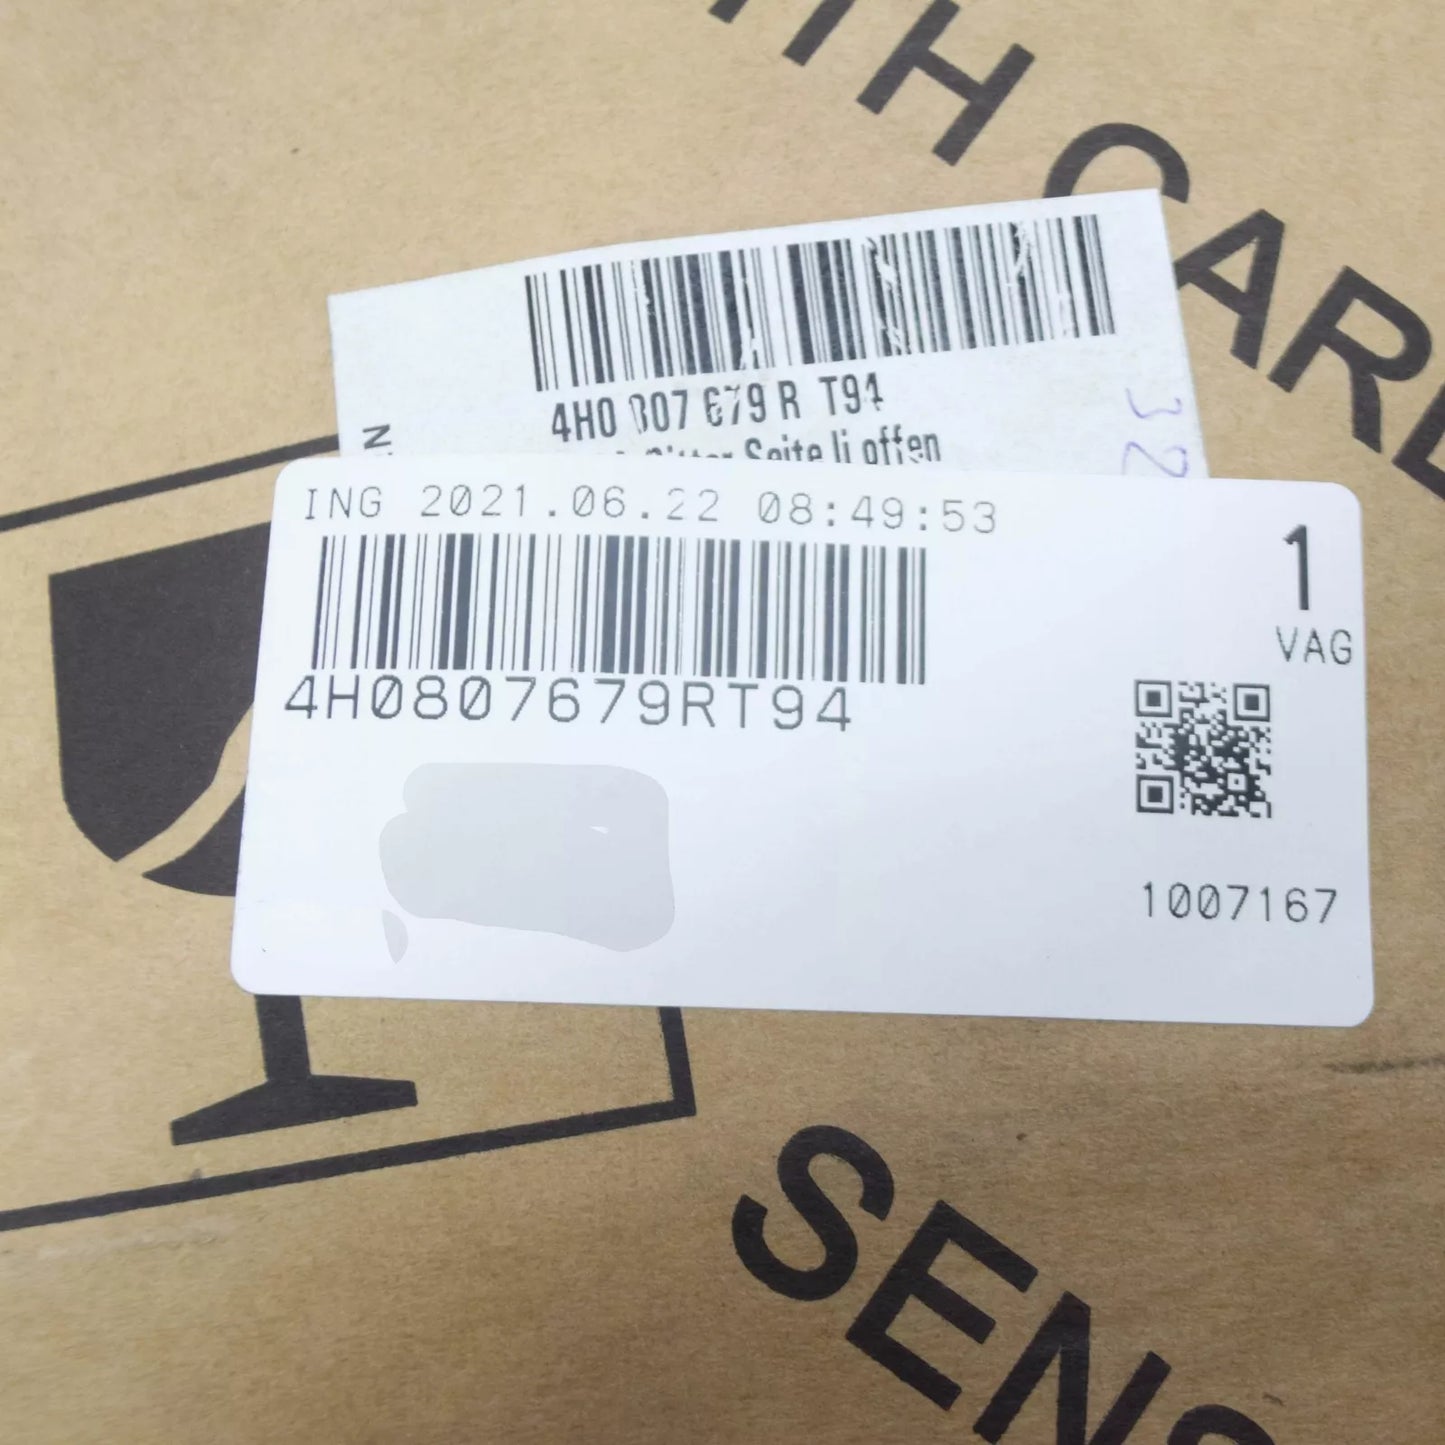 TH CARE
4H0 807 679 R T94
Seite li offen
N
32
ING 2021.06.22 08:49:53
1
VAG
4H0807679RT94
1007167
SENS